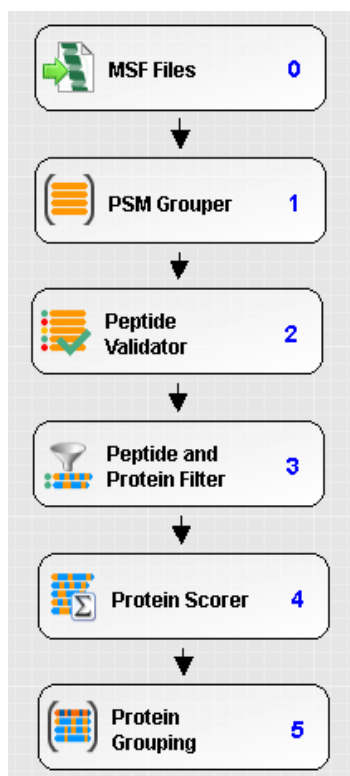 MSF Files 0
PSM Grouper 1
Peptide
Validator 2
Peptide and
Protein Filter 3
Protein Scorer 4
Protein
Grouping 5